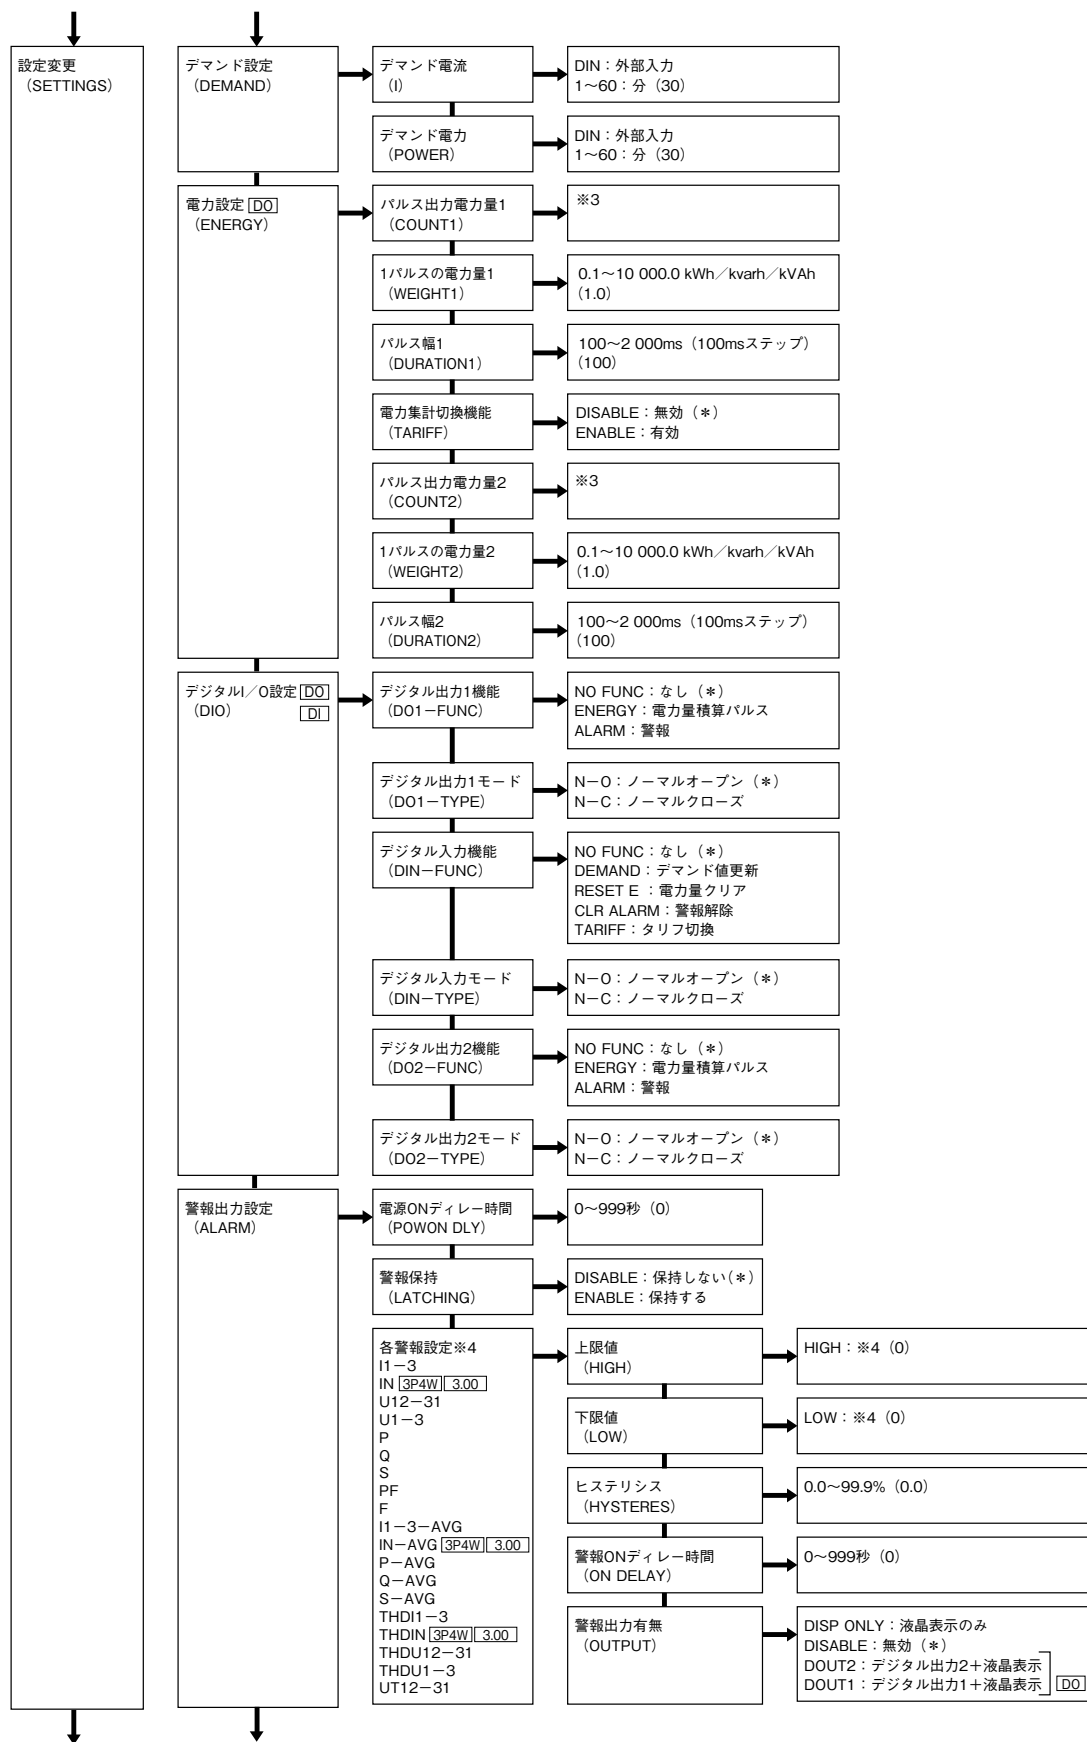 設定変更
（SETTINGS）
デマンド設定
（DEMAND）
デマンド電流
（I）
DIN：外部入力
1～60：分（30）
デマンド電力
（POWER）
DIN：外部入力
1～60：分（30）
電力設定 DO
（ENERGY）
パルス出力電力量1
（COUNT1）
※3
1パルスの電力量1
（WEIGHT1）
0.1～10 000.0 kWh／kvarh／kVAh
（1.0）
パルス幅1
（DURATION1）
100～2 000ms（100msステップ）
（100）
電力集計切換機能
（TARIFF）
DISABLE：無効（＊）
ENABLE：有効
パルス出力電力量2
（COUNT2）
※3
1パルスの電力量2
（WEIGHT2）
0.1～10 000.0 kWh／kvarh／kVAh
（1.0）
パルス幅2
（DURATION2）
100～2 000ms（100msステップ）
（100）
デジタルI／O設定 DO
（DIO） DI
デジタル出力1機能
（DO1－FUNC）
NO FUNC：なし（＊）
ENERGY：電力量積算パルス
ALARM：警報
デジタル出力1モード
（DO1－TYPE）
N－O：ノーマルオープン（＊）
N－C：ノーマルクローズ
デジタル入力機能
（DIN－FUNC）
NO FUNC：なし（＊）
DEMAND：デマンド値更新
RESET E ：電力量クリア
CLR ALARM：警報解除
TARIFF：タリフ切換
デジタル入力モード
（DIN－TYPE）
N－O：ノーマルオープン（＊）
N－C：ノーマルクローズ
デジタル出力2機能
（DO2－FUNC）
NO FUNC：なし（＊）
ENERGY：電力量積算パルス
ALARM：警報
デジタル出力2モード
（DO2－TYPE）
N－O：ノーマルオープン（＊）
N－C：ノーマルクローズ
警報出力設定
（ALARM）
電源ONディレー時間
（POWON DLY）
0～999秒（0）
警報保持
（LATCHING）
DISABLE：保持しない（＊）
ENABLE：保持する
各警報設定※4
I1－3
IN 3P4W 3.00
U12－31
U1－3
P
Q
S
PF
F
I1－3－AVG
IN－AVG 3P4W 3.00
P－AVG
Q－AVG
S－AVG
THDI1－3
THDIN 3P4W 3.00
THDU12－31
THDU1－3
UT12－31
上限値
（HIGH）
HIGH：※4（0）
下限値
（LOW）
LOW：※4（0）
ヒステリシス
（HYSTERES）
0.0～99.9%（0.0）
警報ONディレー時間
（ON DELAY）
0～999秒（0）
警報出力有無
（OUTPUT）
DISP ONLY：液晶表示のみ
DISABLE：無効（＊）
DOUT2：デジタル出力2＋液晶表示
DOUT1：デジタル出力1＋液晶表示 DO